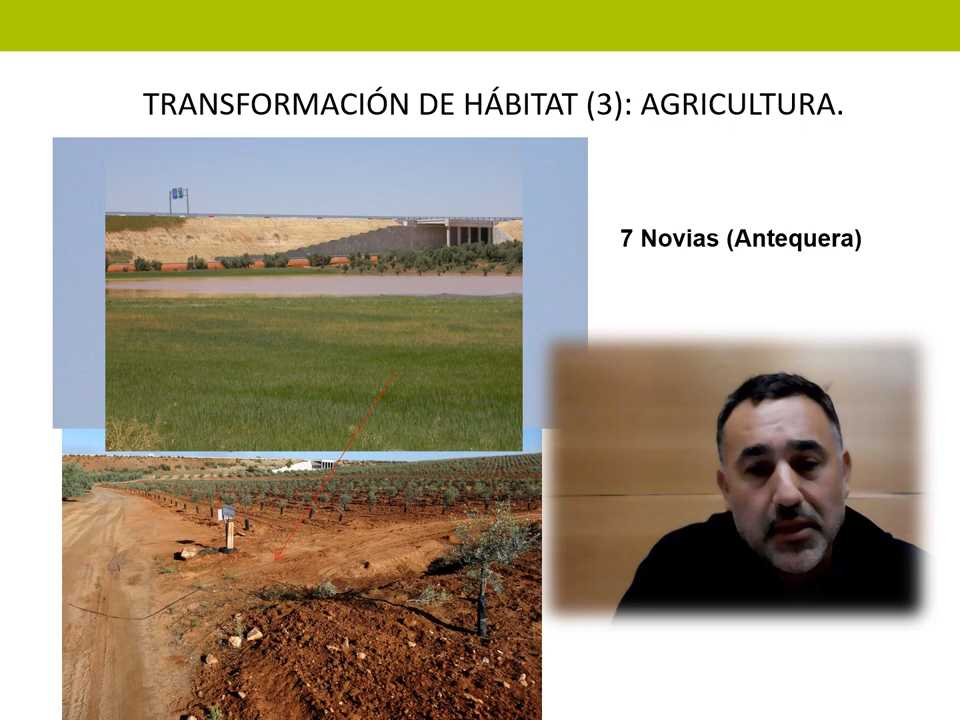 TRANSFORMACIÓN DE HÁBITAT (3): AGRICULTURA.
7 Novias (Antequera)